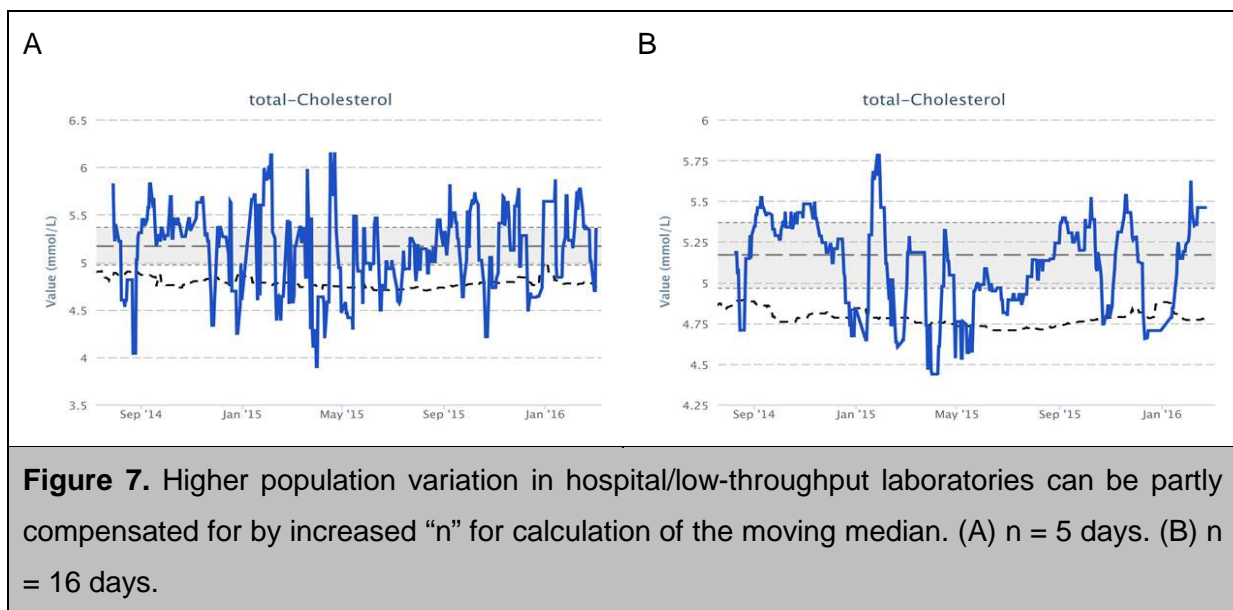 A
B
total-Cholesterol
total-Cholesterol
6.5
6
5.5
5
4.5
4
3.5
Value (mmol/L)
Sep '14
Jan '15
May '15
Sep '15
Jan '16
6
5.75
5.5
5.25
5
4.75
4.5
4.25
Value (mmol/L)
Sep '14
Jan '15
May '15
Sep '15
Jan '16
Figure 7. Higher population variation in hospital/low-throughput laboratories can be partly
compensated for by increased “n” for calculation of the moving median. (A) n = 5 days. (B) n
= 16 days.